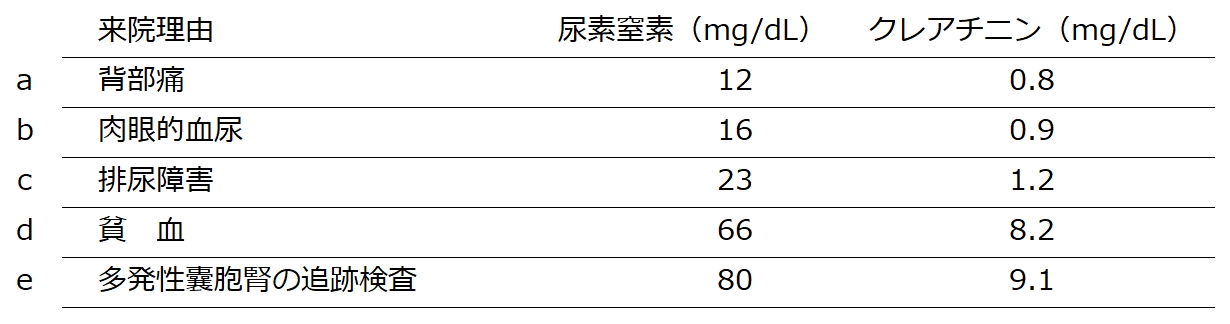 来院理由 尿素窒素（mg/dL） クレアチニン（mg/dL）
a 背部痛 12 0.8
b 肉眼的血尿 16 0.9
c 排尿障害 23 1.2
d 貧　血 66 8.2
e 多発性囊胞腎の追跡検査 80 9.1